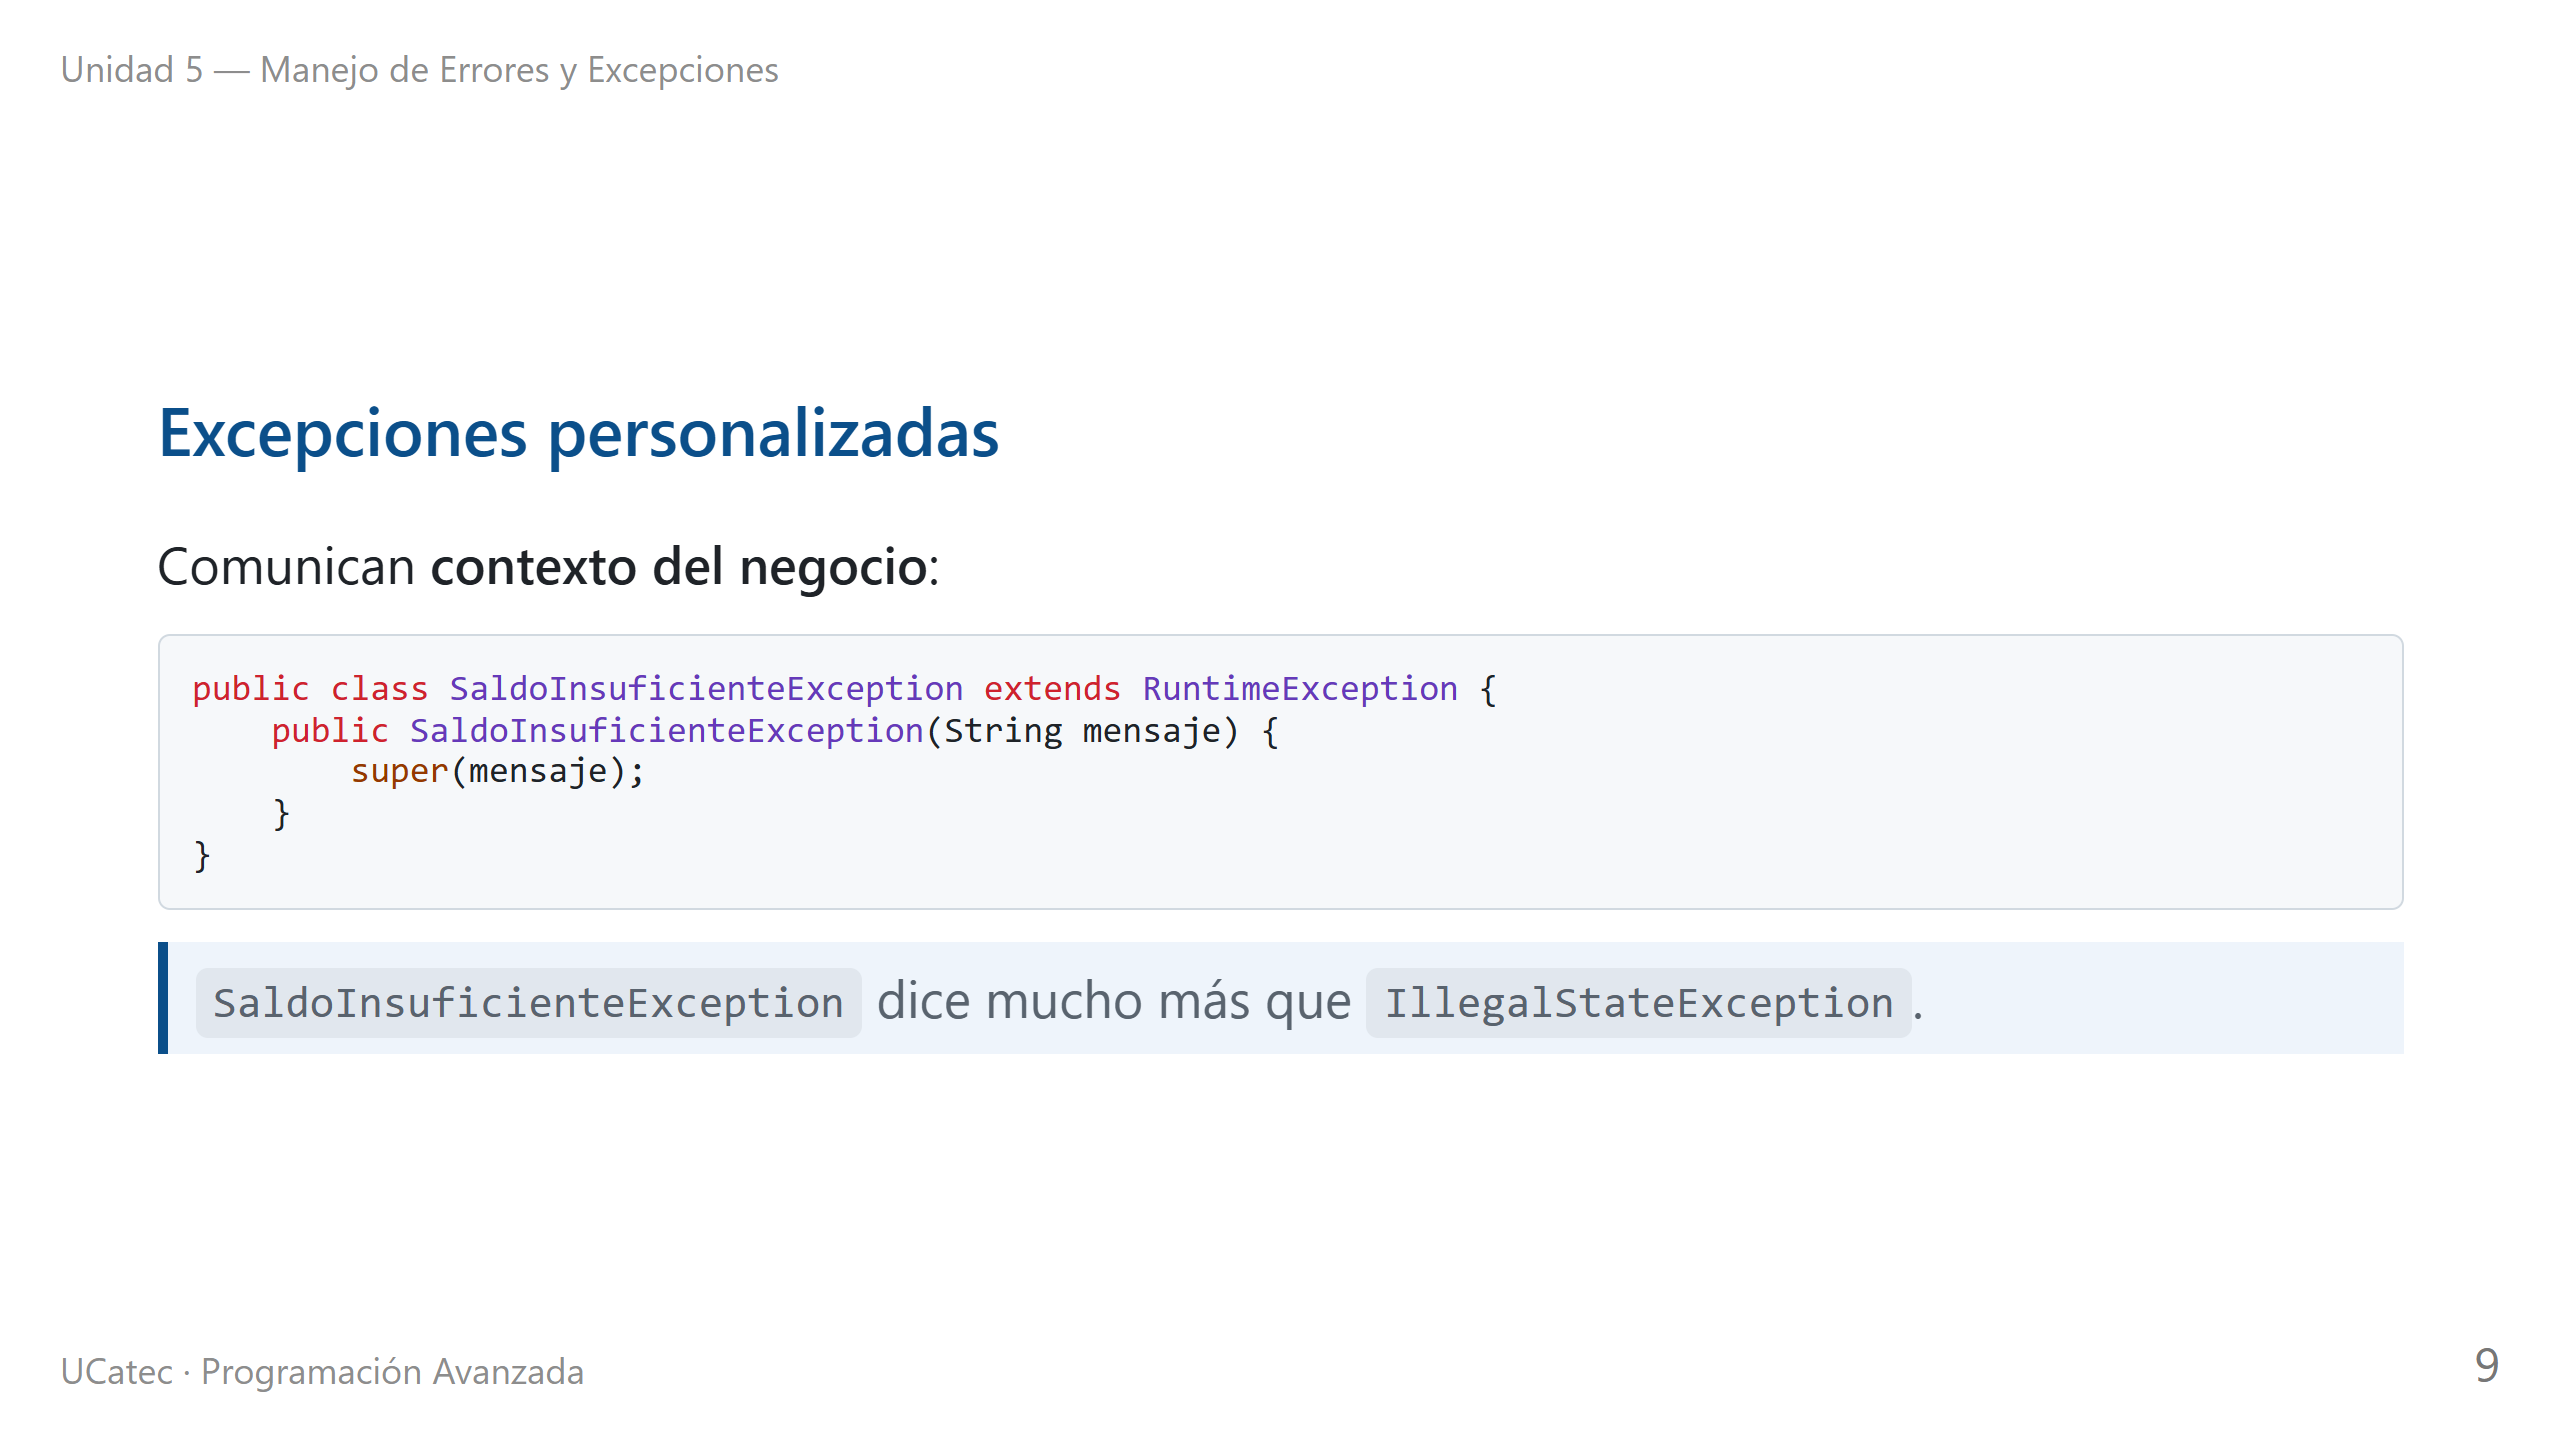 Unidad 5 — Manejo de Errores y Excepciones
Excepciones personalizadas
Comunican contexto del negocio:
public class SaldoInsuficienteException extends RuntimeException {
    public SaldoInsuficienteException(String mensaje) {
        super(mensaje);
    }
}
SaldoInsuficienteException dice mucho más que IllegalStateException.
UCatec · Programación Avanzada
9